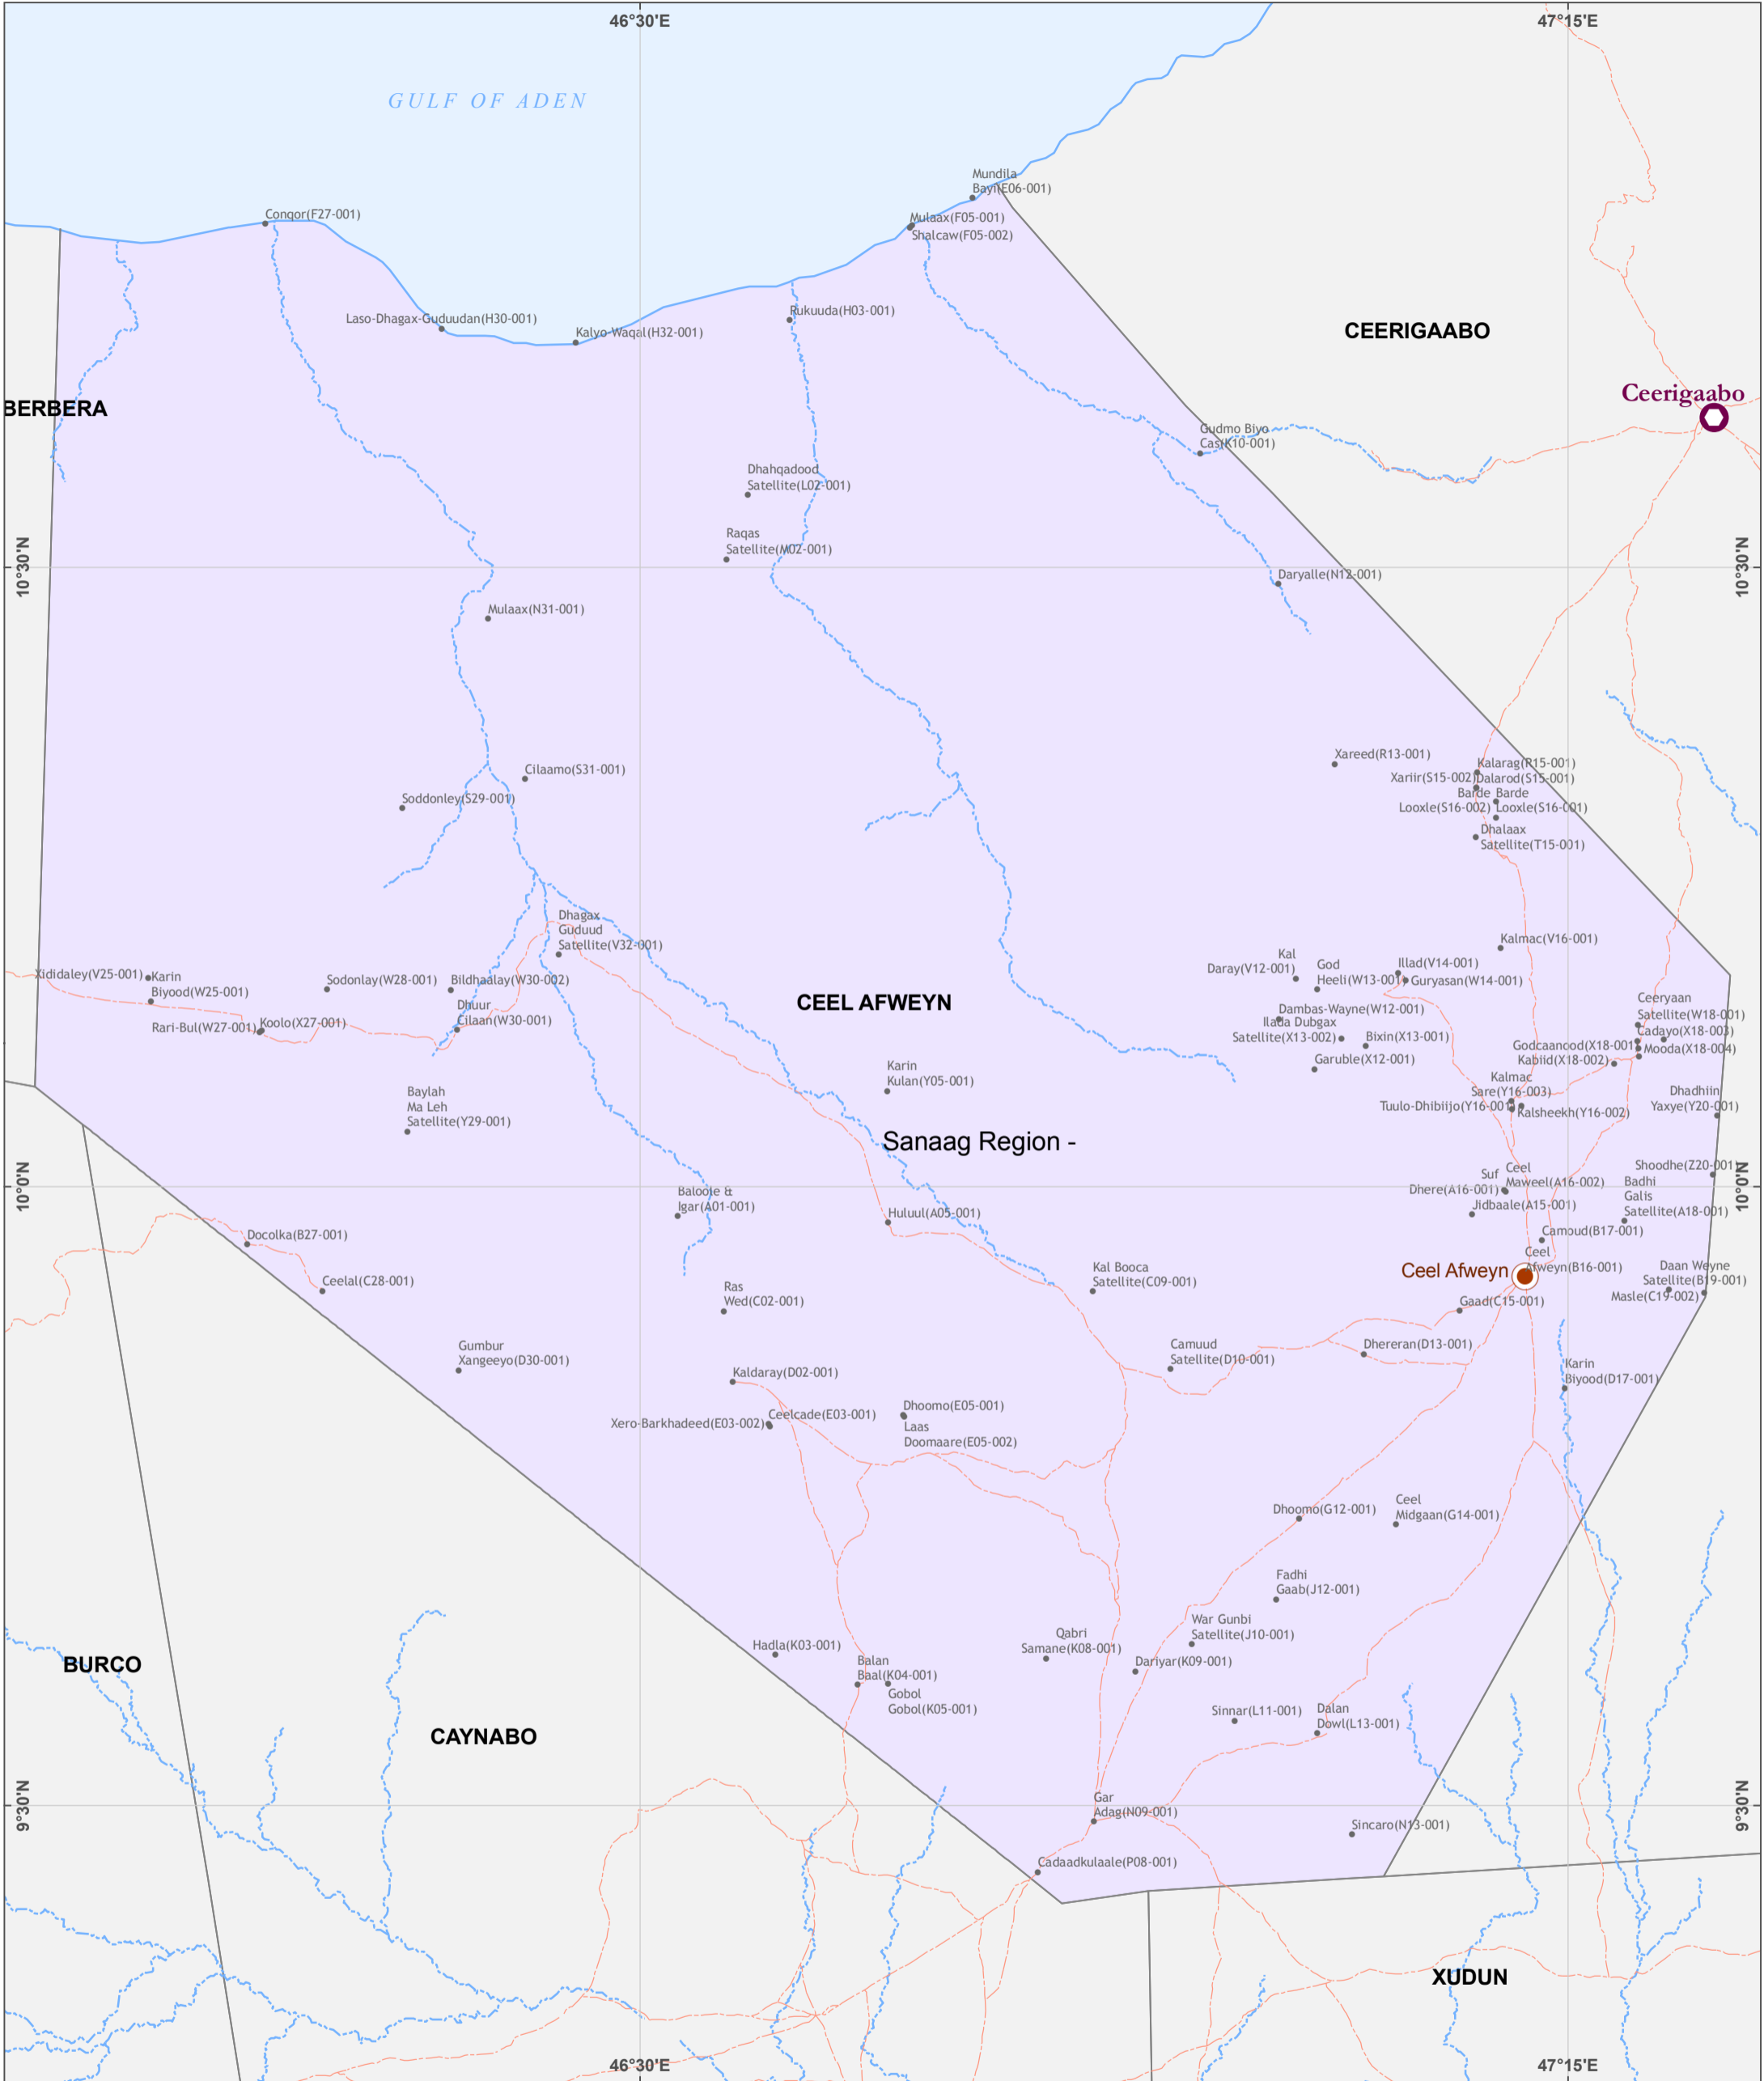 46°30'E
47°15'E
GULF OF ADEN
Mundila
Bayi(E06-001)
Conqor(F27-001)
Mulaax(F05-001)
Shalcaw(F05-002)
Laso-Dhagax-Guduudan(H30-001)
Kalyo-Waqal(H32-001)
Rukuuda(H03-001)
CEERIGAABO
Ceerigaabo
BERBERA
Gudmo Biyo
Cas(K10-001)
Dhahqadood
Satellite(L02-001)
Raqas
Satellite(M02-001)
10°30'N
10°30'N
Daryalle(N12-001)
Mulaax(N31-001)
Xareed(R13-001)
Kalarag(R15-001)
Xariir(S15-002)
Dalarod(S15-001)
Cilaamo(S31-001)
Soddonley(S29-001)
Barde
Looxle(S16-002)
Barde
Looxle(S16-001)
Dhalaax
Satellite(T15-001)
Dhagax
Guduud
Satellite(V32-001)
Kalmac(V16-001)
Kal
Daray(V12-001)
God
Heeli(W13-001)
Illad(V14-001)
Guryasan(W14-001)
Xididaley(V25-001)
Karin
Biyood(W25-001)
Sodonlay(W28-001)
Bildhaalay(W30-002)
Dhuur
Cilaan(W30-001)
Rari-Bul(W27-001)
Koolo(X27-001)
CEEL AFWEYN
Dambas-Wayne(W12-001)
Ilada Dubgax
Satellite(X13-002)
Bixin(X13-001)
Garuble(X12-001)
Ceeryaan
Satellite(W18-001)
Cadayo(X18-003)
Godcaanood(X18-001)
Mooda(X18-004)
Kabiid(X18-002)
Karin
Kulan(Y05-001)
Kalmac
Sare(Y16-003)
Tuulo-Dhibiijo(Y16-001)
Kalsheekh(Y16-002)
Dhadhiin
Yaxye(Y20-001)
Baylah
Ma Leh
Satellite(Y29-001)
Sanaag Region -
10°0'N
10°0'N
Shoodhe(Z20-001)
Suf
Dhere(A16-001)
Ceel
Maweel(A16-002)
Badhi
Galis
Satellite(A18-001)
Baloole &
Igar(A01-001)
Huluul(A05-001)
Jidbaale(A15-001)
Docolka(B27-001)
Camoud(B17-001)
Ceel
Afweyn(B16-001)
Ceel Afweyn
Ceelal(C28-001)
Kal Booca
Satellite(C09-001)
Daan Weyne
Satellite(B19-001)
Masle(C19-002)
Ras
Wed(C02-001)
Gaad(C15-001)
Gumbur
Xangeeyo(D30-001)
Camuud
Satellite(D10-001)
Dhereran(D13-001)
Karin
Biyood(D17-001)
Kaldaray(D02-001)
Xero-Barkhadeed(E03-002)
Ceelcade(E03-001)
Dhoomo(E05-001)
Laas
Doomaare(E05-002)
Dhoomo(G12-001)
Ceel
Midgaan(G14-001)
Fadhi
Gaab(J12-001)
War Gunbi
Satellite(J10-001)
Qabri
Samane(K08-001)
Hadla(K03-001)
Balan
Baal(K04-001)
Gobol
Gobol(K05-001)
Dariyar(K09-001)
BURCO
Sinnar(L11-001)
Dalan
Dowl(L13-001)
CAYNABO
9°30'N
9°30'N
Gar
Adag(N09-001)
Sincaro(N13-001)
Cadaadkulaale(P08-001)
XUDUN
46°30'E
47°15'E